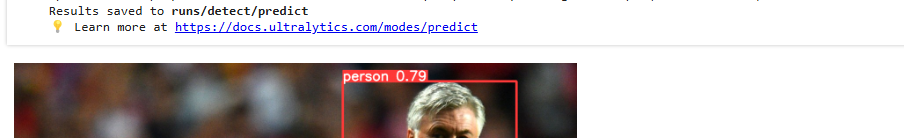 Results saved to runs/detect/predict
💡 Learn more at https://docs.ultralytics.com/modes/predict
person 0.79